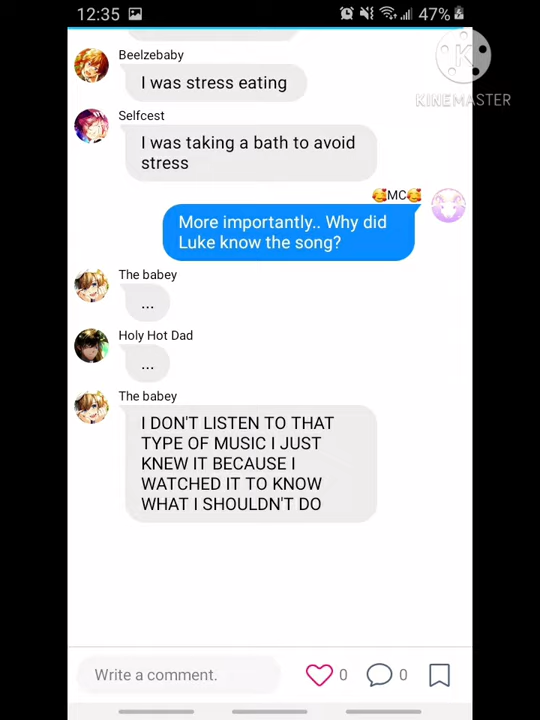 12:35
47%
K
KINEMASTER
Beelzebaby
I was stress eating
Selfcest
I was taking a bath to avoid
stress
🥰MC🥰
More importantly.. Why did
Luke know the song?
The babey
...
Holy Hot Dad
...
The babey
I DON'T LISTEN TO THAT
TYPE OF MUSIC I JUST
KNEW IT BECAUSE I
WATCHED IT TO KNOW
WHAT I SHOULDN'T DO
Write a comment.
0
0